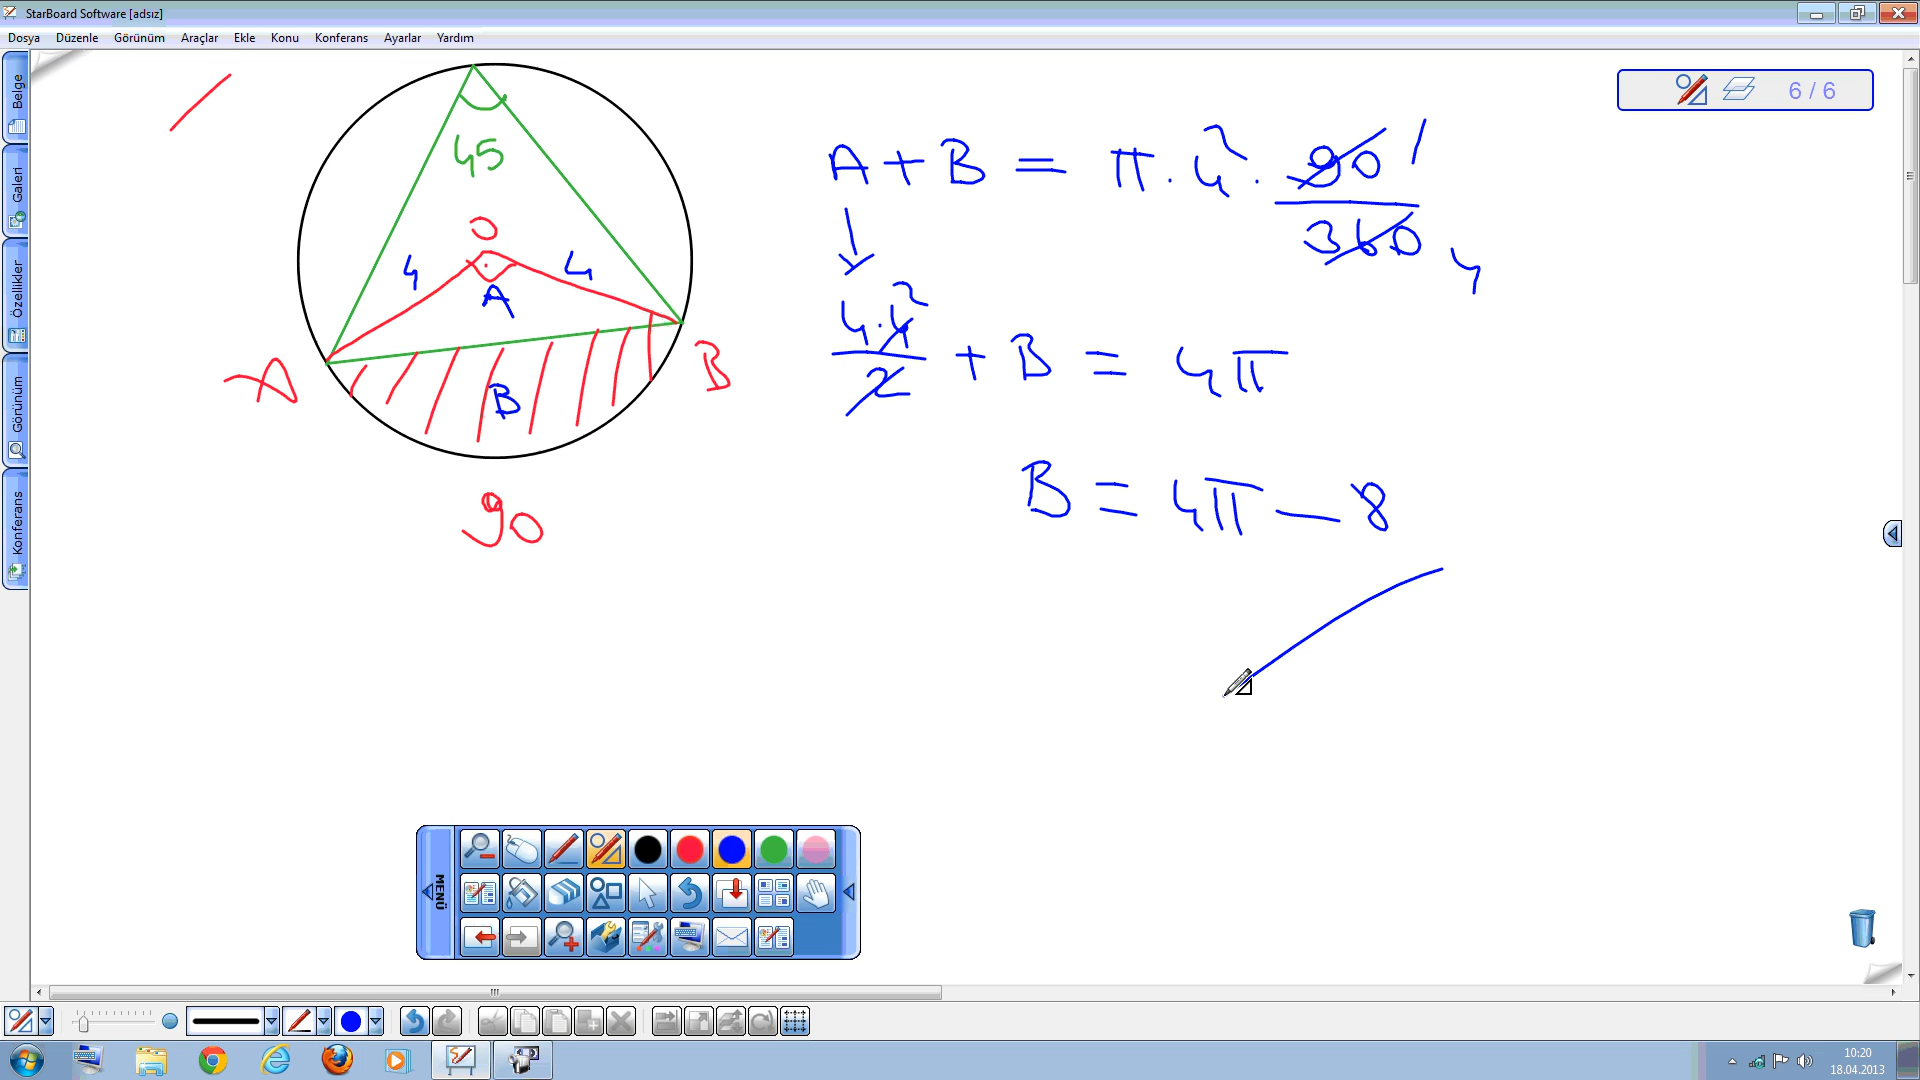 StarBoard Software [adsız]
Dosya Düzenle Görünüm Araçlar Ekle Konu Konferans Ayarlar Yardım
Belge
Galeri
Özellikler
Görünüm
Konferans
6 / 6
45
O
4 4
A
A B
B
90
A + B = π . 4² . 90 1
360 4
4 . 4 2
2 + B = 4π
B = 4π — 8
MENÜ
10:20
18.04.2013